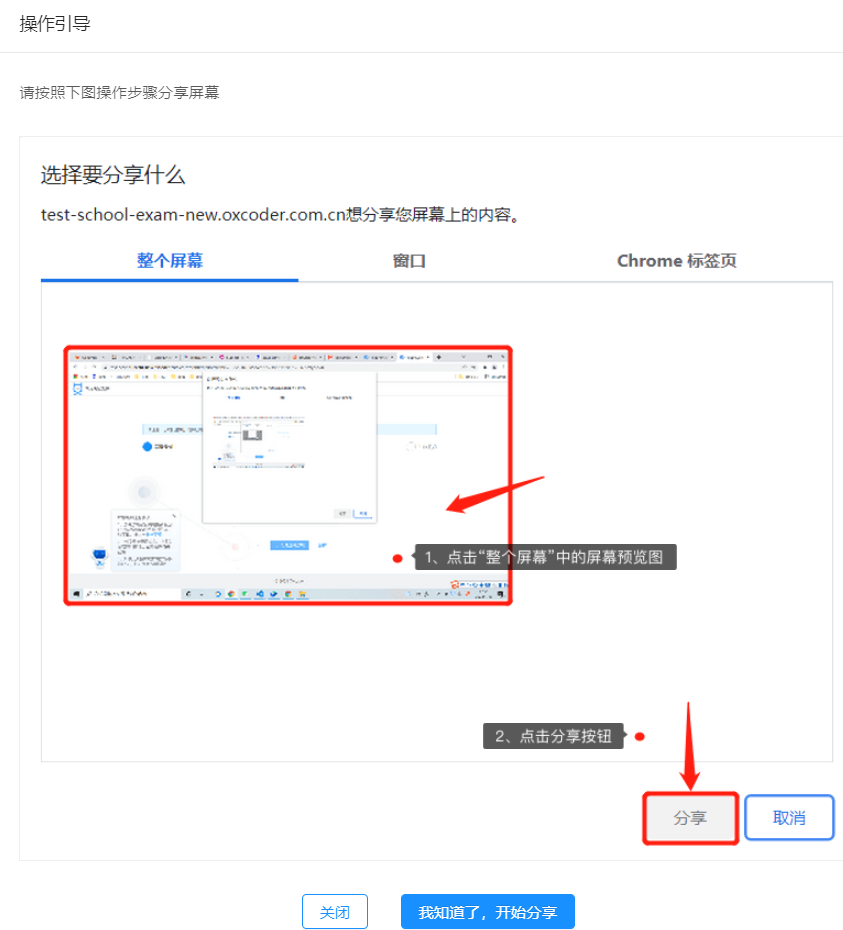 操作引导
请按照下图操作步骤分享屏幕
选择要分享什么
test-school-exam-new.oxcoder.com.cn想分享您屏幕上的内容。
整个屏幕
窗口
Chrome 标签页
1、点击“整个屏幕”中的屏幕预览图
2、点击分享按钮
分享
取消
关闭
我知道了，开始分享